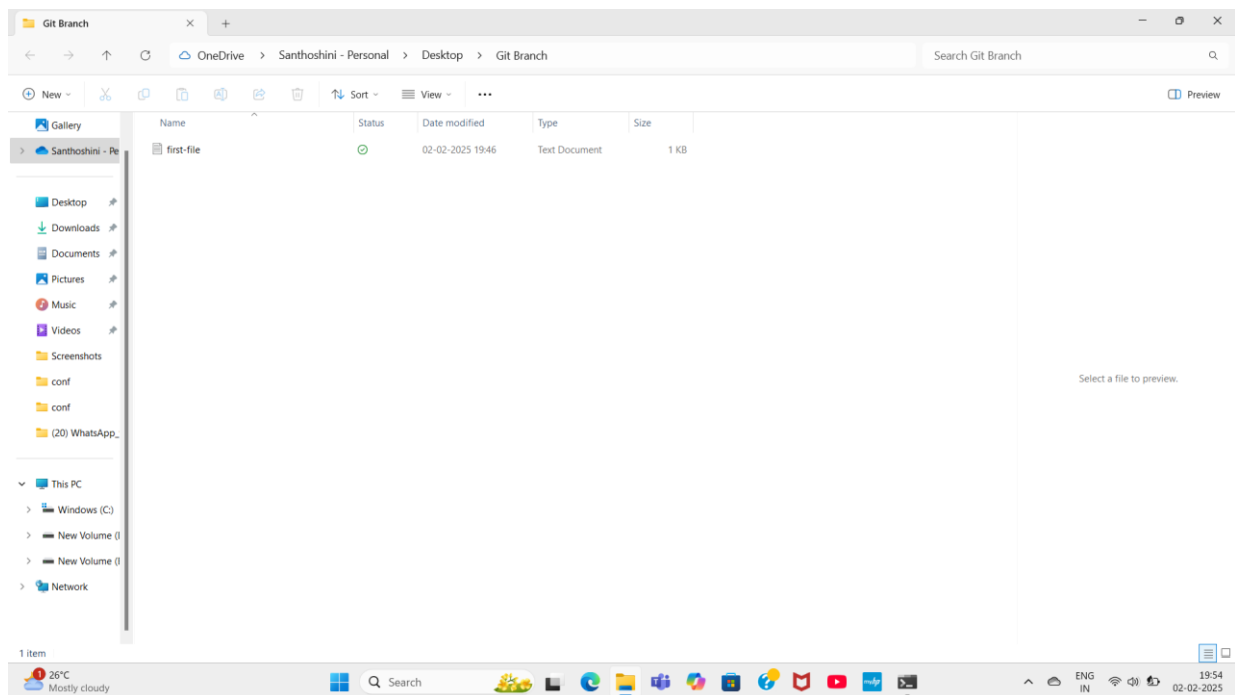 Git Branch
OneDrive > Santhoshini - Personal > Desktop > Git Branch
Search Git Branch
New
Sort
View
Preview
Name Status Date modified Type Size
first-file 02-02-2025 19:46 Text Document 1 KB
Gallery
Santhoshini - Pe
Desktop
Downloads
Documents
Pictures
Music
Videos
Screenshots
conf
conf
(20) WhatsApp_
This PC
Windows (C:)
New Volume (
New Volume (
Network
Select a file to preview.
1 item
1
26°C
Mostly cloudy
Search
ENG
IN
19:54
02-02-2025